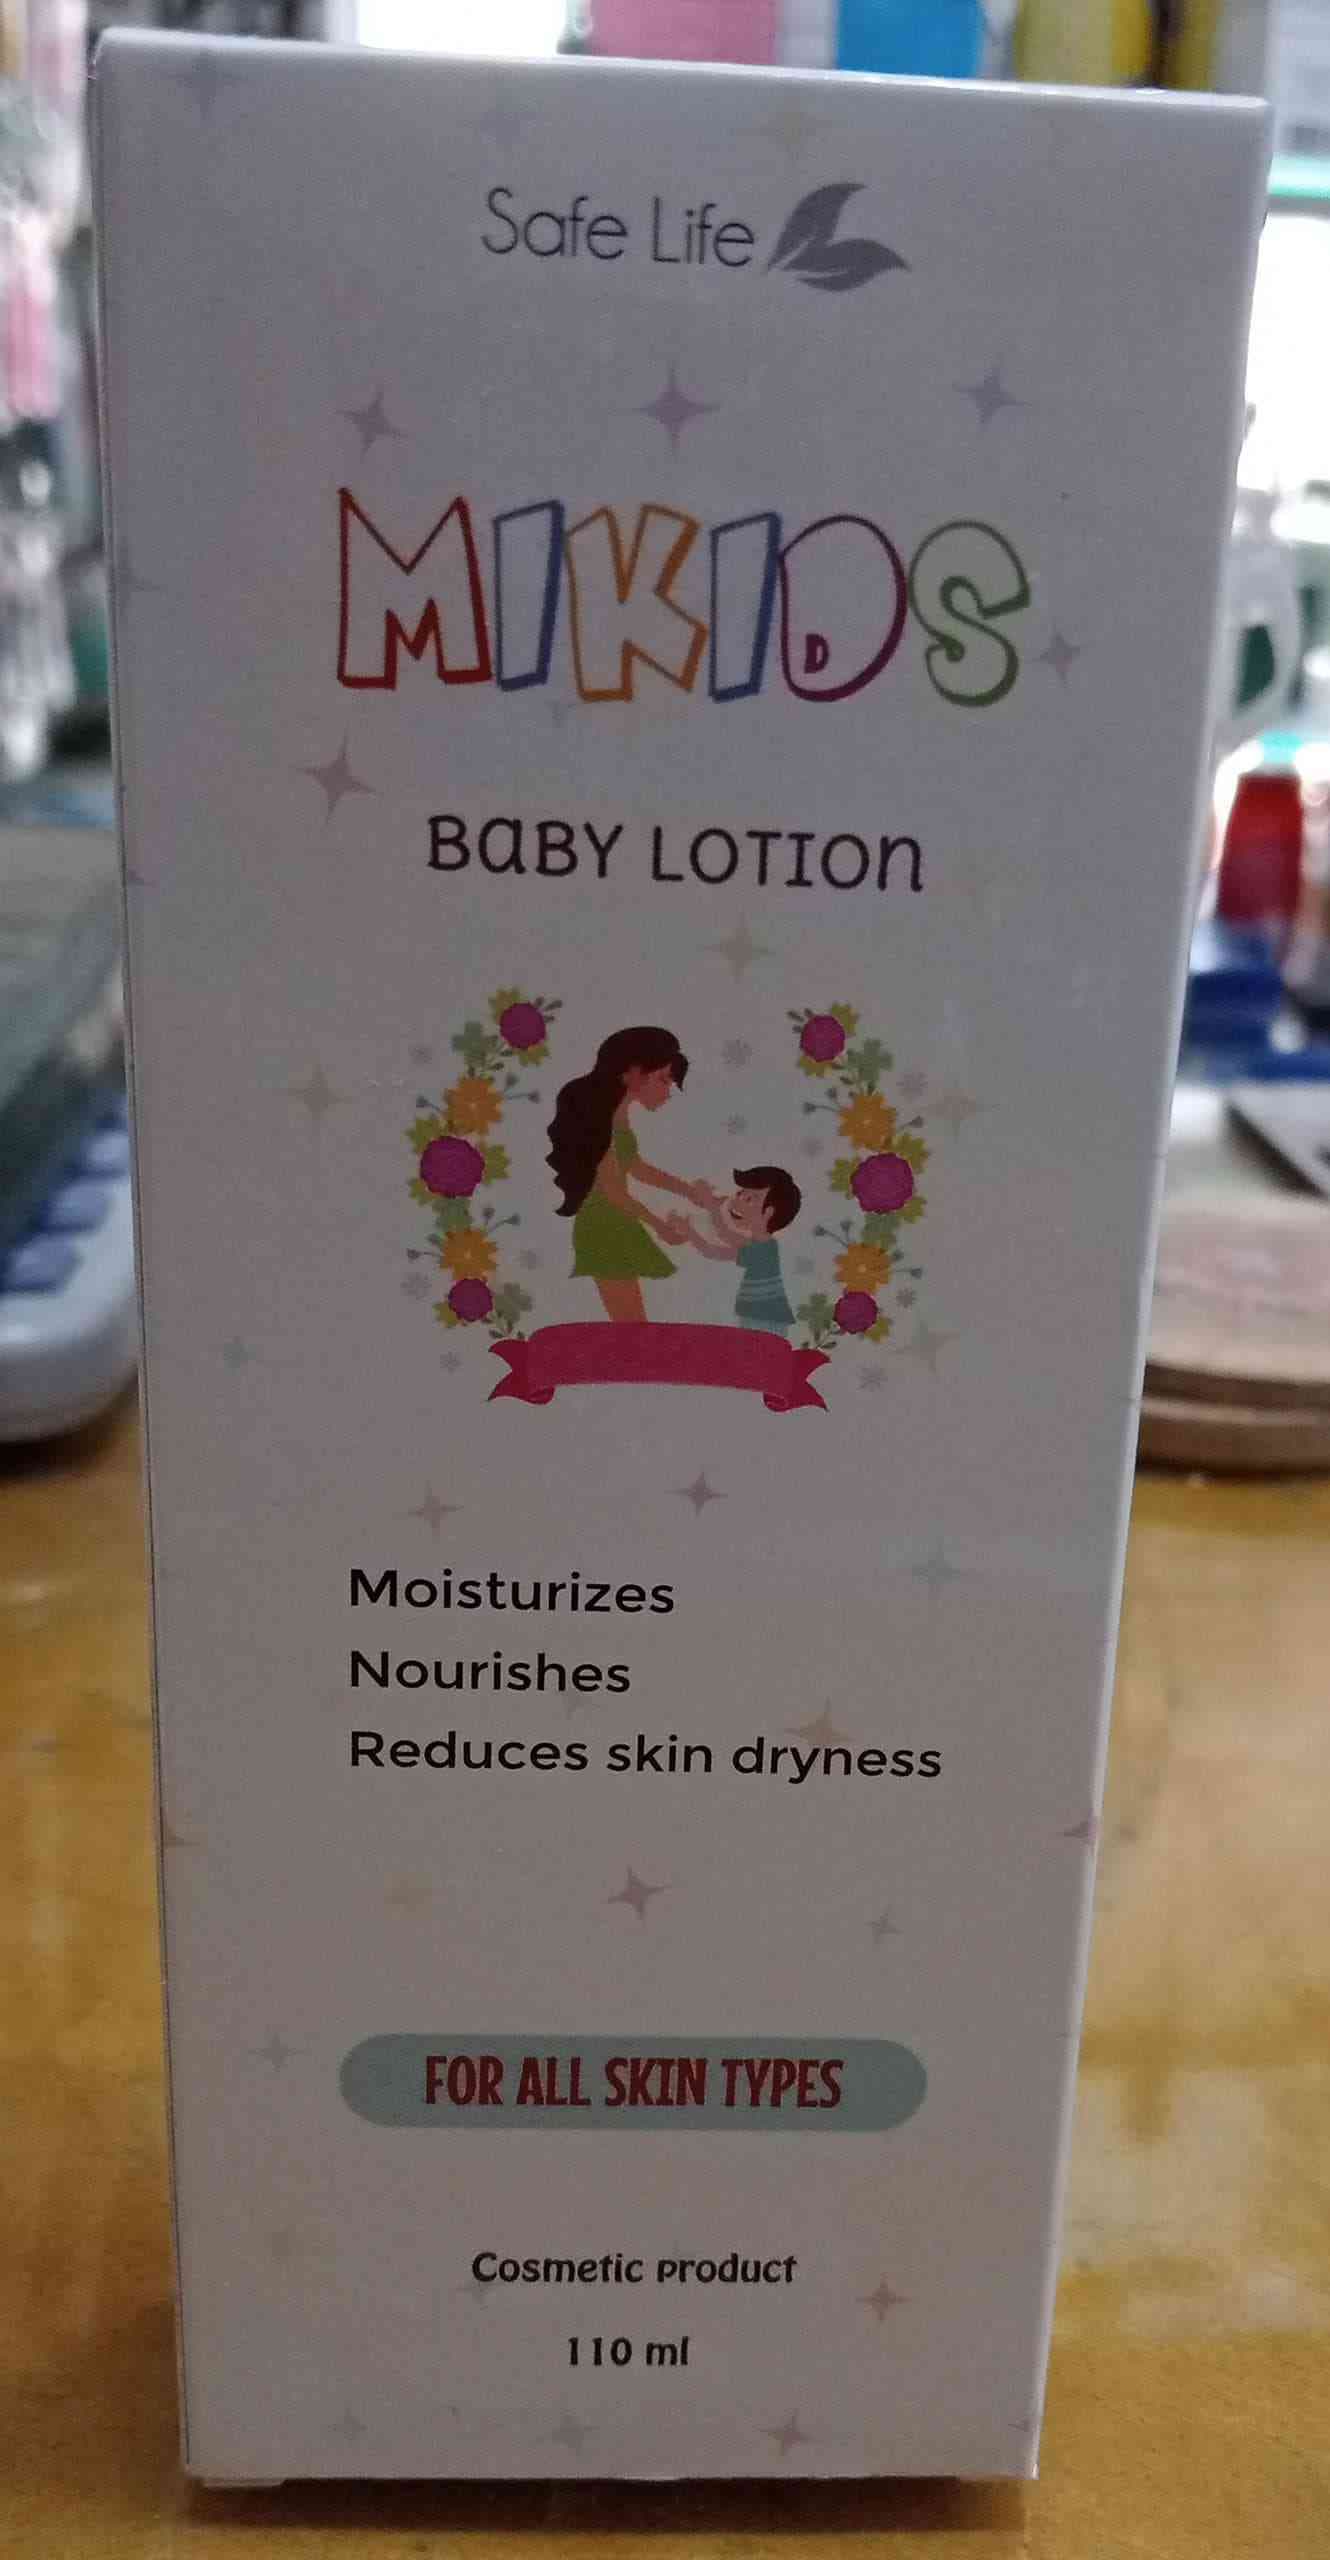 Safe Life
MIKIDS
BaBY LOTION
Moisturizes
Nourishes
Reduces skin dryness
FOR ALL SKIN TYPES
Cosmetic product
110 ml